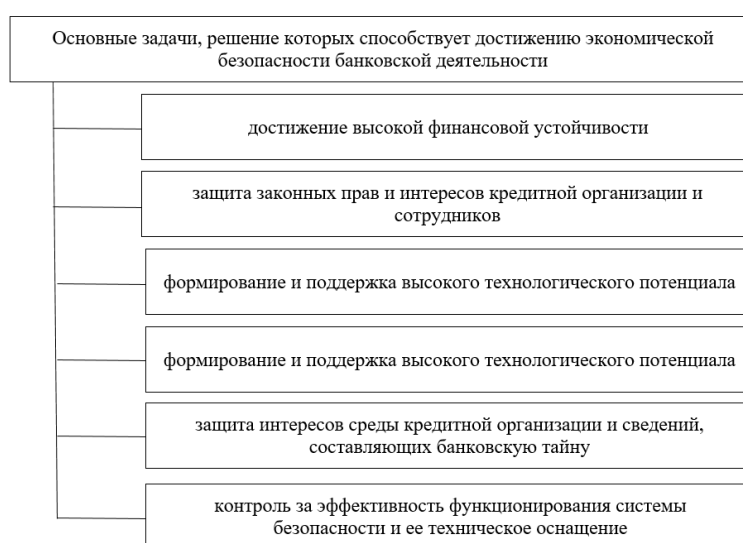 Основные задачи, решение которых способствует достижению экономической
безопасности банковской деятельности
достижение высокой финансовой устойчивости
защита законных прав и интересов кредитной организации и
сотрудников
формирование и поддержка высокого технологического потенциала
формирование и поддержка высокого технологического потенциала
защита интересов среды кредитной организации и сведений,
составляющих банковскую тайну
контроль за эффективность функционирования системы
безопасности и ее техническое оснащение